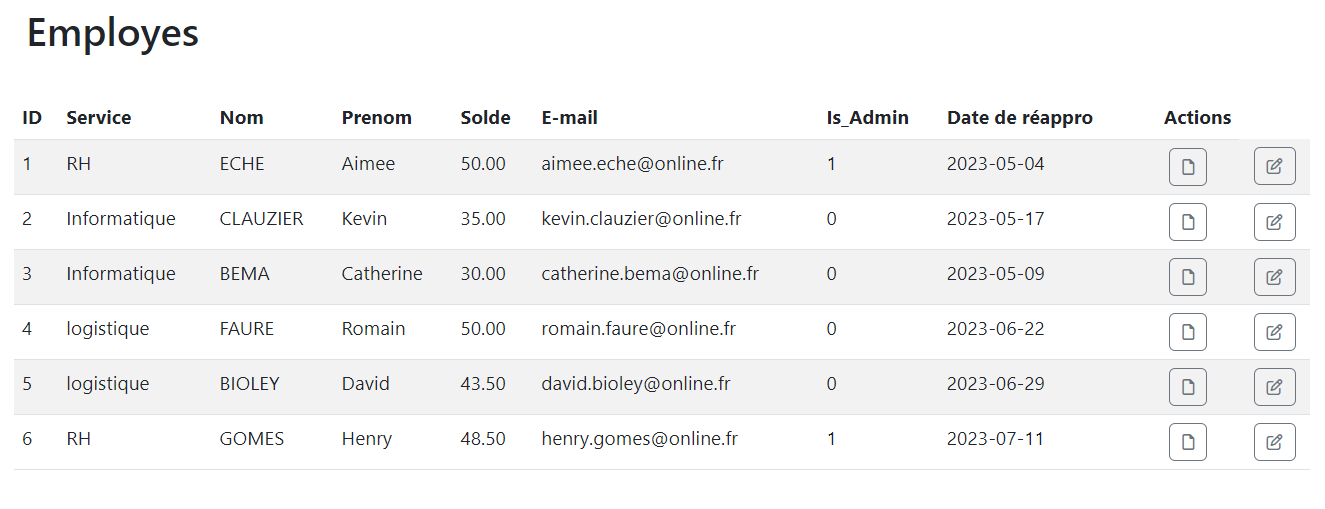 Employes
ID Service Nom Prenom Solde E-mail Is_Admin Date de réappro Actions
1 RH ECHE Aimee 50.00 aimee.eche@online.fr 1 2023-05-04
2 Informatique CLAUZIER Kevin 35.00 kevin.clauzier@online.fr 0 2023-05-17
3 Informatique BEMA Catherine 30.00 catherine.bema@online.fr 0 2023-05-09
4 logistique FAURE Romain 50.00 romain.faure@online.fr 0 2023-06-22
5 logistique BIOLEY David 43.50 david.bioley@online.fr 0 2023-06-29
6 RH GOMES Henry 48.50 henry.gomes@online.fr 1 2023-07-11